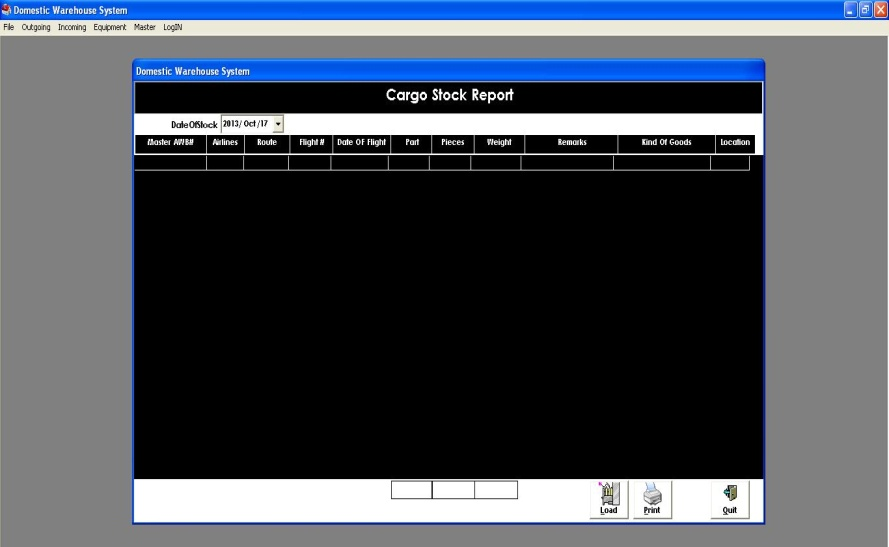 Domestic Warehouse System
File Outgoing Incoming Equipment Master LogIN
Domestic Warehouse System
Cargo Stock Report
DateOfStock 2013/ Oct /17
Master AWB# Airlines Route Flight # Date OF Flight Part Pieces Weight Remarks Kind Of Goods Location
Load Print Quit